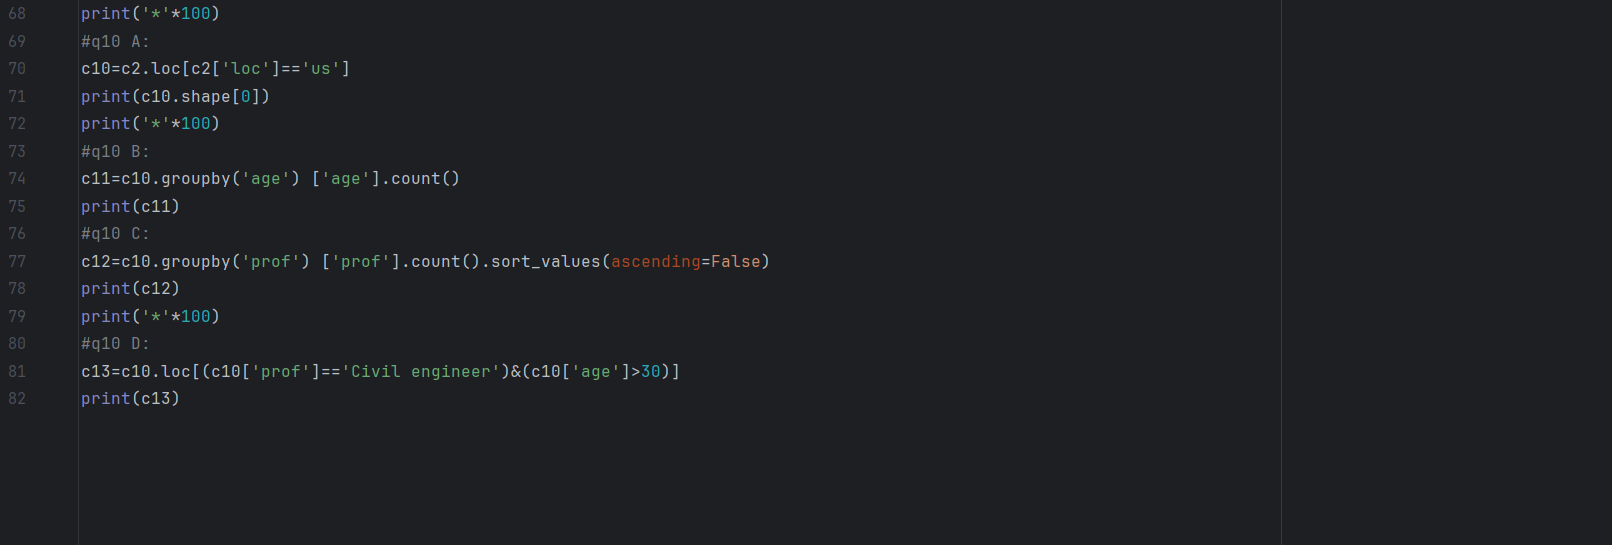 68 print('*'*100)
69 #q10 A:
70 c10=c2.loc[c2['loc']=='us']
71 print(c10.shape[0])
72 print('*'*100)
73 #q10 B:
74 c11=c10.groupby('age') ['age'].count()
75 print(c11)
76 #q10 C:
77 c12=c10.groupby('prof') ['prof'].count().sort_values(ascending=False)
78 print(c12)
79 print('*'*100)
80 #q10 D:
81 c13=c10.loc[(c10['prof']=='Civil engineer')&(c10['age']>30)]
82 print(c13)